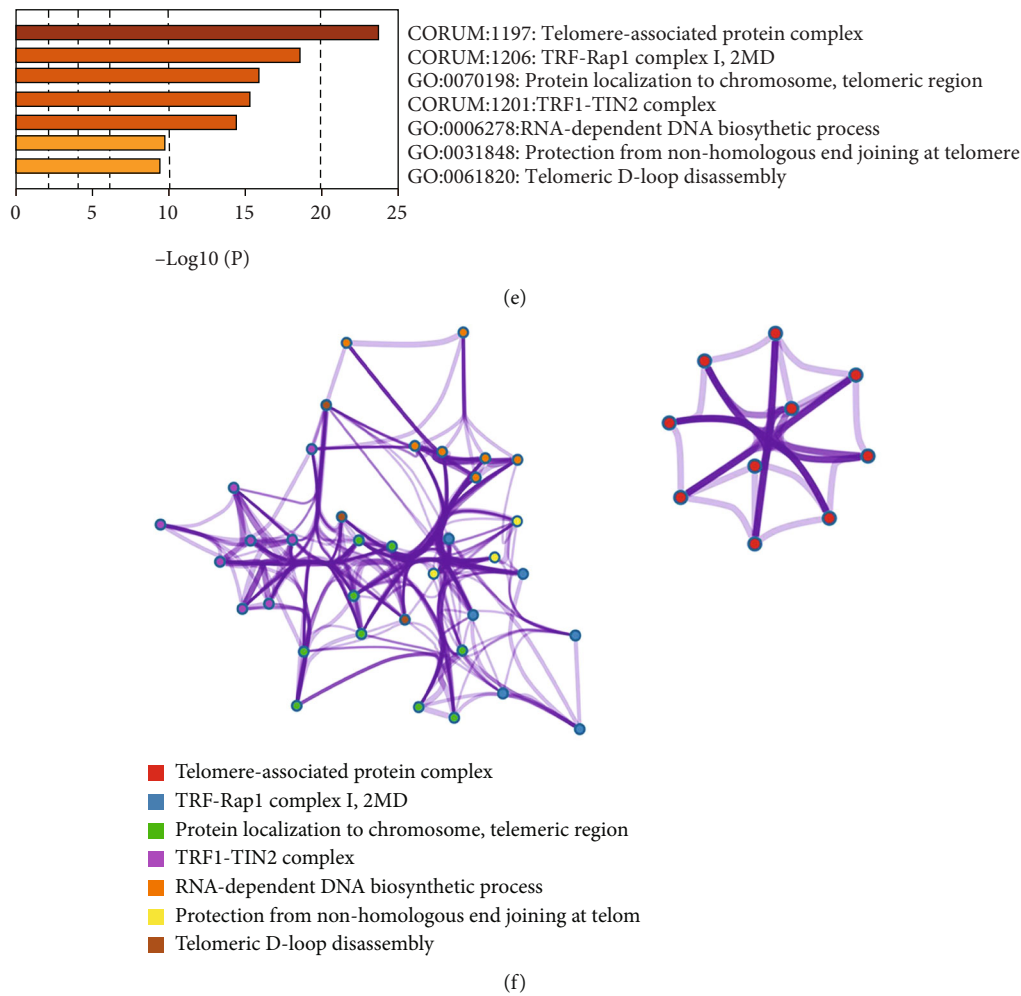 CORUM:1197: Telomere-associated protein complex
CORUM:1206: TRF-Rap1 complex I, 2MD
GO:0070198: Protein localization to chromosome, telomeric region
CORUM:1201:TRF1-TIN2 complex
GO:0006278:RNA-dependent DNA biosythetic process
GO:0031848: Protection from non-homologous end joining at telomere
GO:0061820: Telomeric D-loop disassembly
0 5 10 15 20 25
–Log10 (P)
(e)
Telomere-associated protein complex
TRF-Rap1 complex I, 2MD
Protein localization to chromosome, telemeric region
TRF1-TIN2 complex
RNA-dependent DNA biosynthetic process
Protection from non-homologous end joining at telom
Telomeric D-loop disassembly
(f)